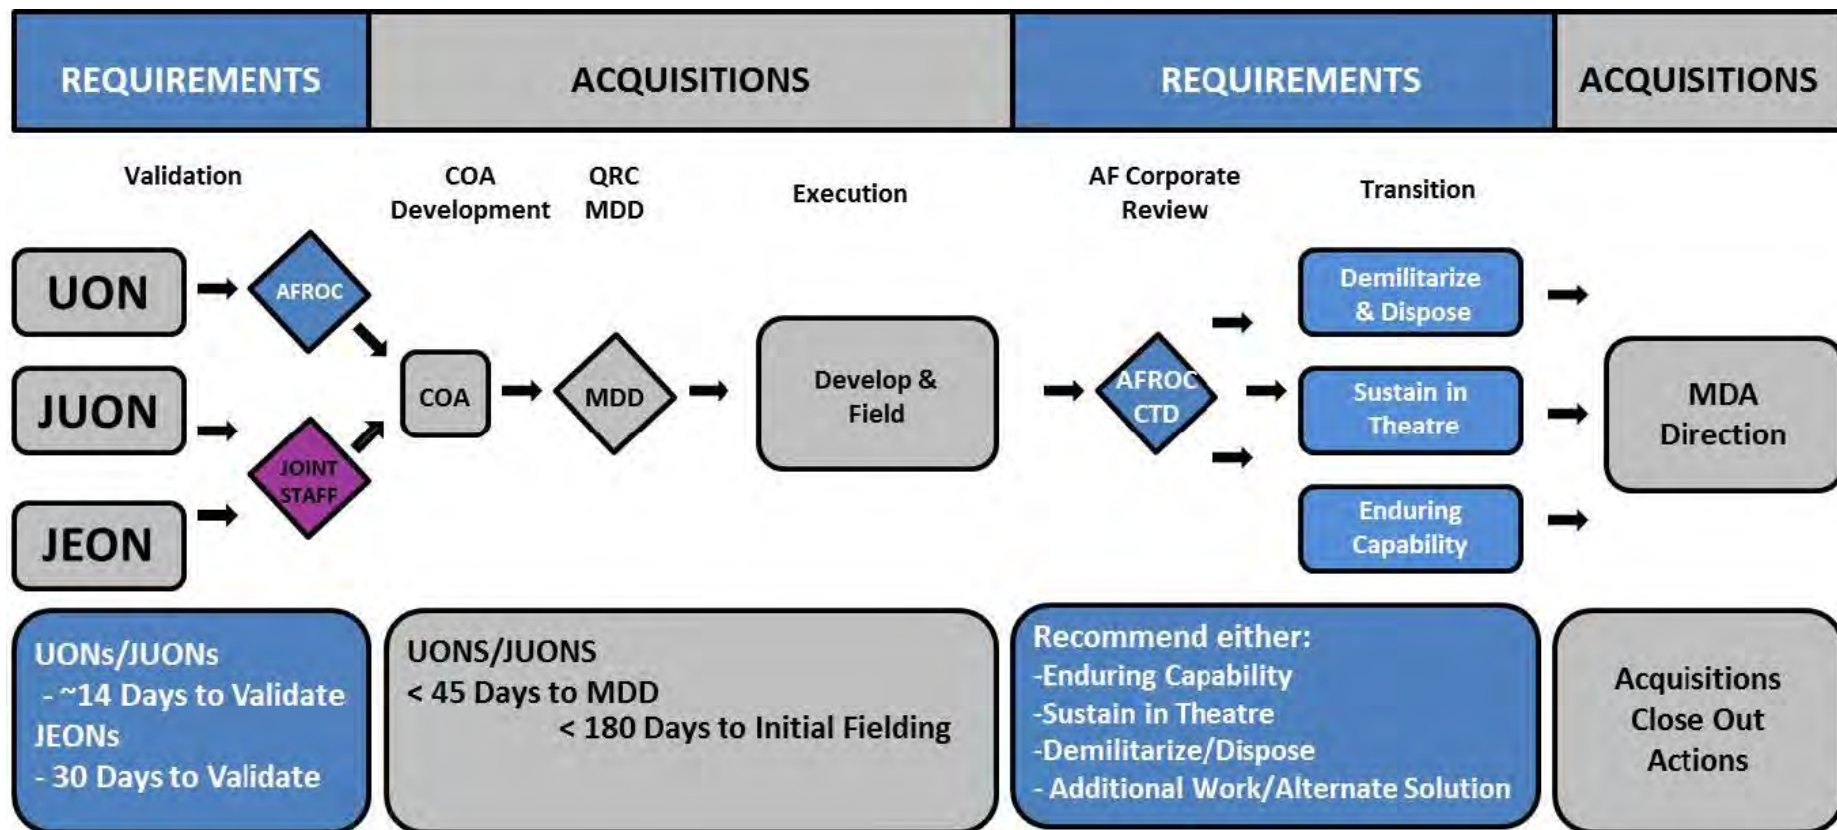 REQUIREMENTS
ACQUISITIONS
REQUIREMENTS
ACQUISITIONS
Validation
COA
Development
QRC
MDD
Execution
AF Corporate
Review
Transition
UON
JUON
JEON
AFROC
JOINT
STAFF
COA
MDD
Develop &
Field
AFROC
CTD
Demilitarize
& Dispose
Sustain in
Theatre
Enduring
Capability
MDA
Direction
UONs/JUONs
- ~14 Days to Validate
JEONs
- 30 Days to Validate
UONS/JUONS
< 45 Days to MDD
< 180 Days to Initial Fielding
Recommend either:
-Enduring Capability
-Sustain in Theatre
-Demilitarize/Dispose
- Additional Work/Alternate Solution
Acquisitions
Close Out
Actions